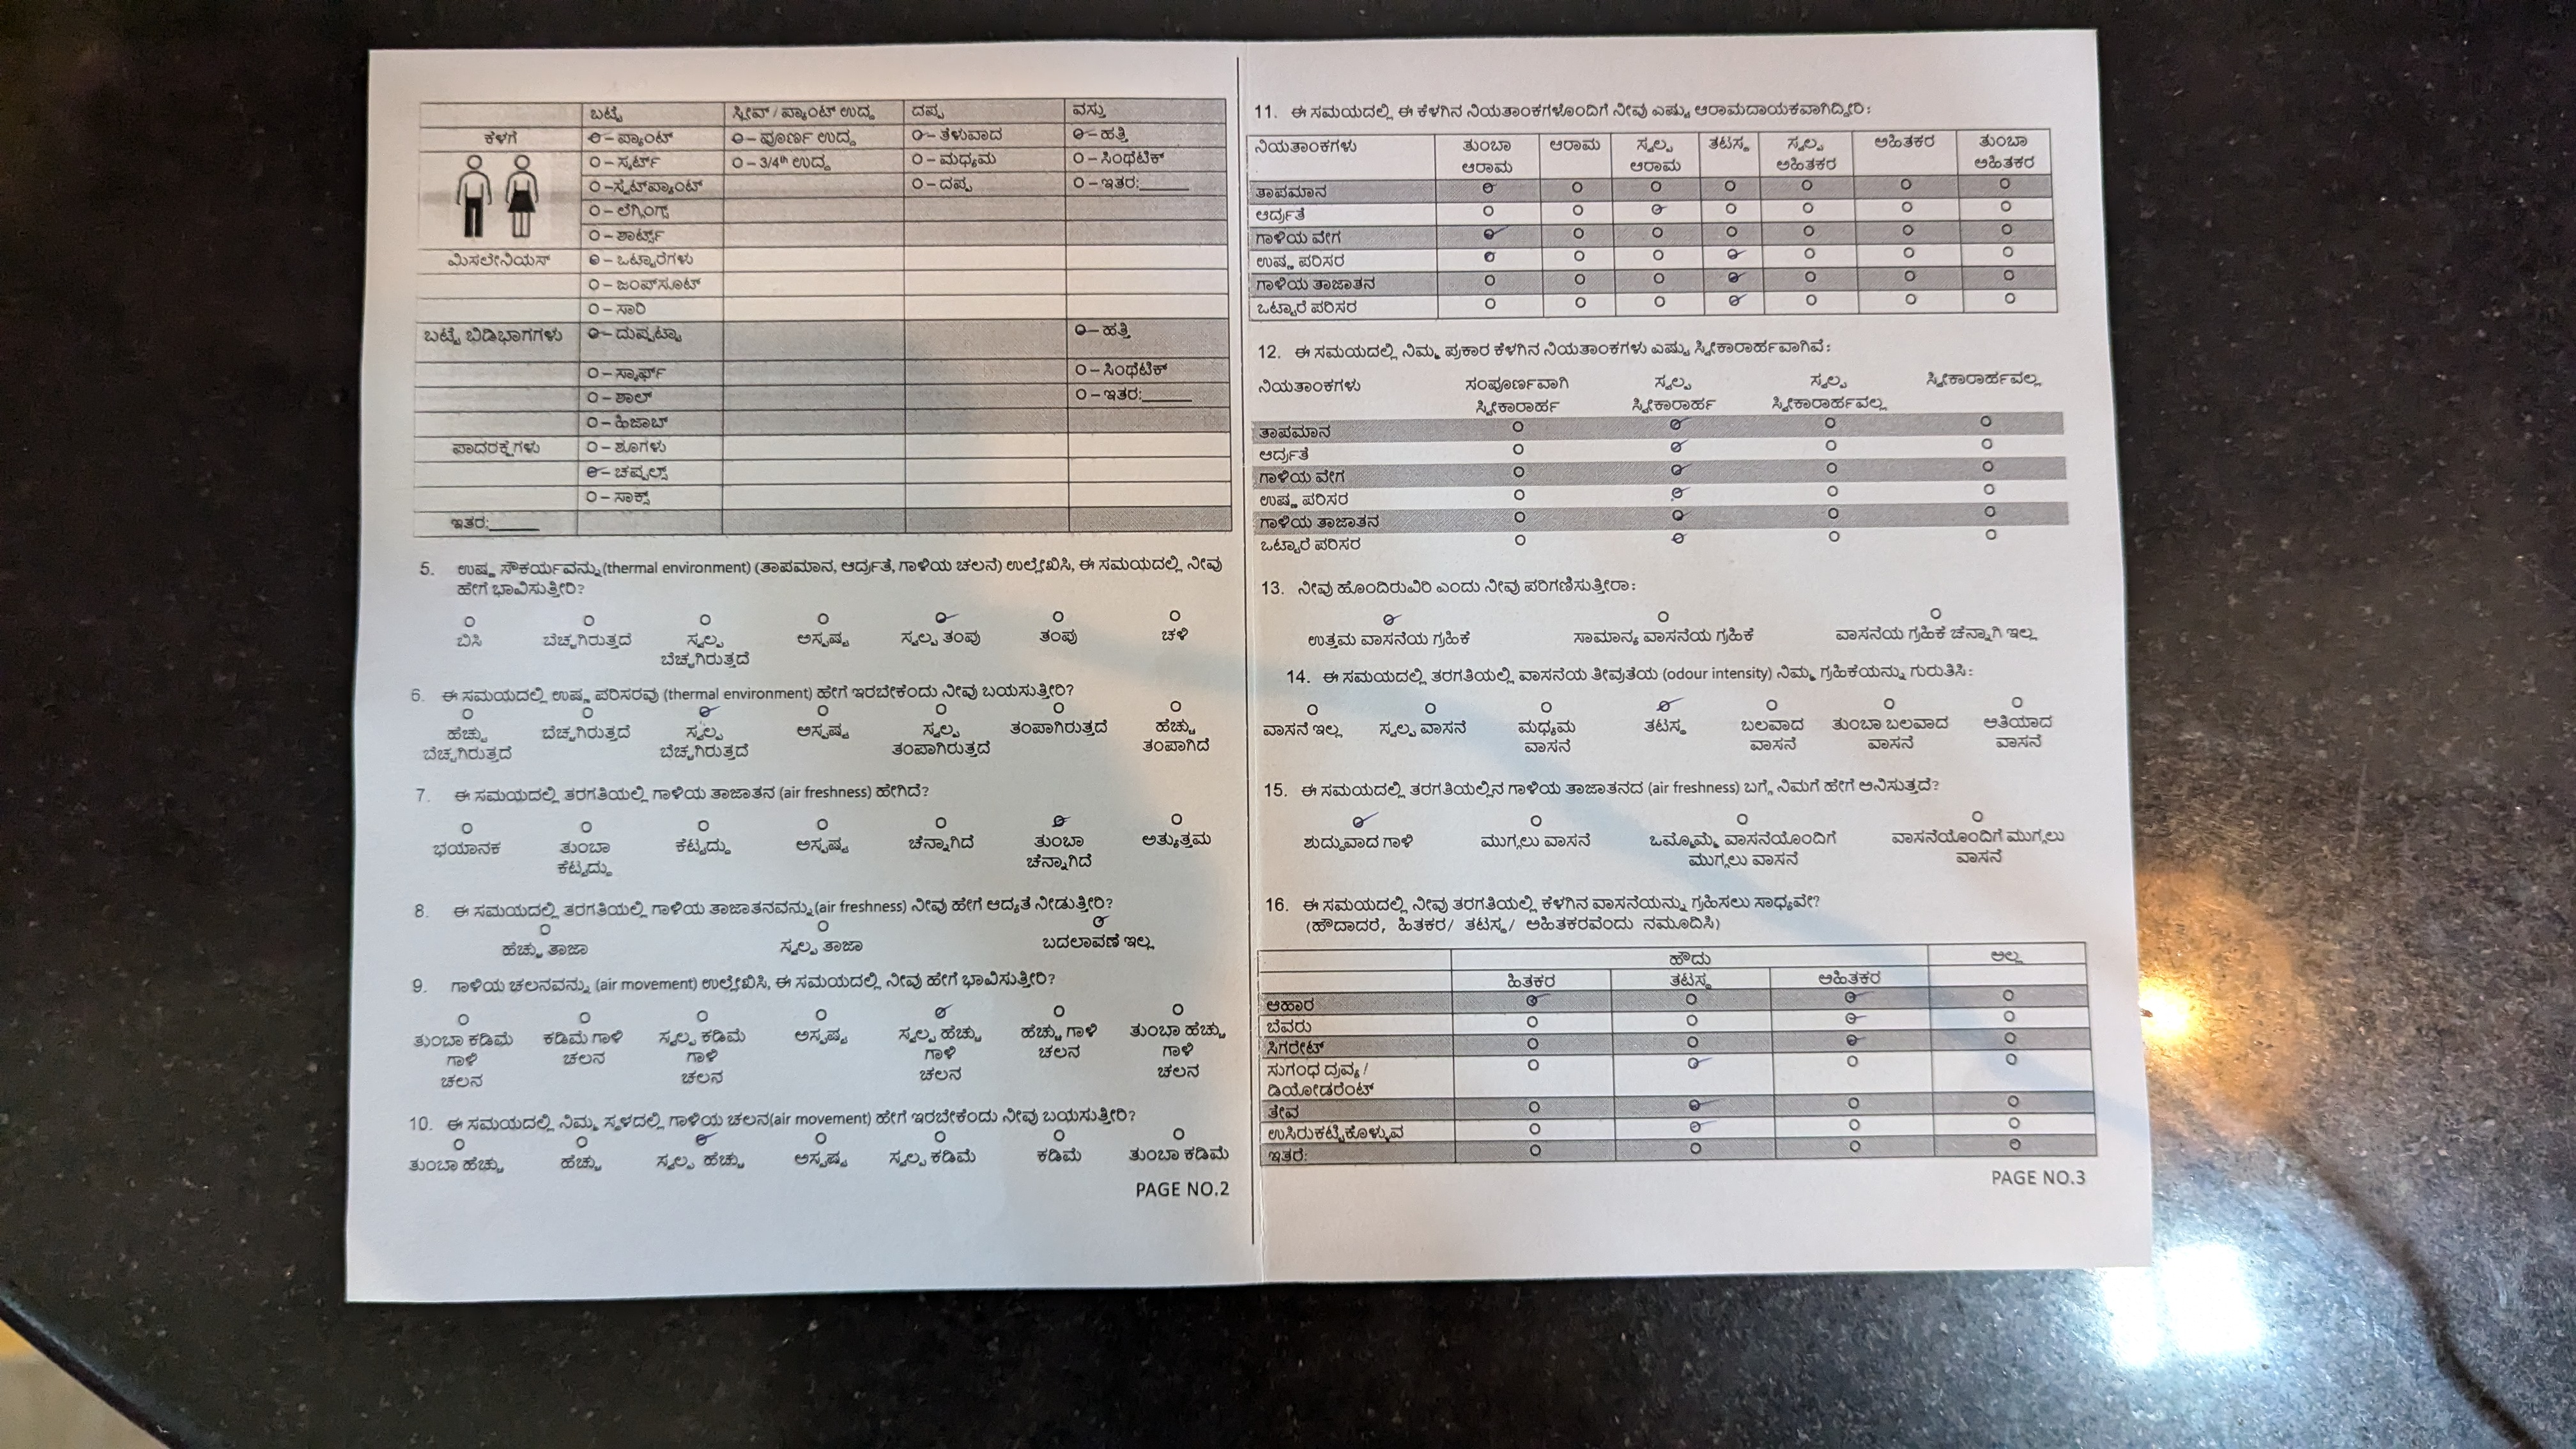 ಬಟ್ಟೆ ಸ್ಲೀವ್ / ಪ್ಯಾಂಟ್ ಉದ್ದ ದಪ್ಪ ವಸ್ತು
ಕೆಳಗೆ O – ಪ್ಯಾಂಟ್ O – ಪೂರ್ಣ ಉದ್ದ O – ತೆಳುವಾದ O – ಹತ್ತಿ
O – ಸ್ಕರ್ಟ್ O – 3/4th ಉದ್ದ O – ಮಧ್ಯಮ O – ಸಿಂಥೆಟಿಕ್
O –ಸ್ವೆಟ್‌ಪ್ಯಾಂಟ್ O – ದಪ್ಪ O – ಇತರ:______
O – ಲೆಗ್ಗಿಂಗ್ಸ್
O – ಶಾರ್ಟ್ಸ್
ಮಿಸಲೇನಿಯಸ್ O – ಒಟ್ಟಾರೆಗಳು
O – ಜಂಪ್‌ಸೂಟ್
O – ಸಾರಿ
ಬಟ್ಟೆ ಬಿಡಿಭಾಗಗಳು O – ದುಪ್ಪಟ್ಟಾ O – ಹತ್ತಿ
O – ಸ್ಕಾರ್ಫ್ O – ಸಿಂಥೆಟಿಕ್
O – ಶಾಲ್ O – ಇತರ:______
O – ಹಿಜಾಬ್
ಪಾದರಕ್ಷೆಗಳು O – ಶೂಗಳು
O – ಚಪ್ಪಲ್ಸ್
O – ಸಾಕ್ಸ್
ಇತರ:______
5. ಉಷ್ಣ ಸೌಕರ್ಯವನ್ನು (thermal environment) (ತಾಪಮಾನ, ಆರ್ದ್ರತೆ, ಗಾಳಿಯ ಚಲನೆ) ಉಲ್ಲೇಖಿಸಿ, ಈ ಸಮಯದಲ್ಲಿ ನೀವು
ಹೇಗೆ ಭಾವಿಸುತ್ತೀರಿ?
O O O O O O O
ಬಿಸಿ ಬೆಚ್ಚಗಿರುತ್ತದೆ ಸ್ವಲ್ಪ ಅಸ್ಪಷ್ಟ ಸ್ವಲ್ಪ ತಂಪು ತಂಪು ಚಳಿ
ಬೆಚ್ಚಗಿರುತ್ತದೆ
6. ಈ ಸಮಯದಲ್ಲಿ ಉಷ್ಣ ಪರಿಸರವು (thermal environment) ಹೇಗೆ ಇರಬೇಕೆಂದು ನೀವು ಬಯಸುತ್ತೀರಿ?
O O O O O O O
ಹೆಚ್ಚು ಬೆಚ್ಚಗಿರುತ್ತದೆ ಸ್ವಲ್ಪ ಅಸ್ಪಷ್ಟ ಸ್ವಲ್ಪ ತಂಪಾಗಿರುತ್ತದೆ ಹೆಚ್ಚು
ಬೆಚ್ಚಗಿರುತ್ತದೆ ಬೆಚ್ಚಗಿರುತ್ತದೆ ತಂಪಾಗಿರುತ್ತದೆ ತಂಪಾಗಿದೆ
7. ಈ ಸಮಯದಲ್ಲಿ ತರಗತಿಯಲ್ಲಿ ಗಾಳಿಯ ತಾಜಾತನ (air freshness) ಹೇಗಿದೆ?
O O O O O O O
ಭಯಾನಕ ತುಂಬಾ ಕೆಟ್ಟದ್ದು ಅಸ್ಪಷ್ಟ ಚೆನ್ನಾಗಿದೆ ತುಂಬಾ ಅತ್ಯುತ್ತಮ
ಕೆಟ್ಟದ್ದು ಚೆನ್ನಾಗಿದೆ
8. ಈ ಸಮಯದಲ್ಲಿ ತರಗತಿಯಲ್ಲಿ ಗಾಳಿಯ ತಾಜಾತನವನ್ನು (air freshness) ನೀವು ಹೇಗೆ ಆದ್ಯತೆ ನೀಡುತ್ತೀರಿ?
O O O
ಹೆಚ್ಚು ತಾಜಾ ಸ್ವಲ್ಪ ತಾಜಾ ಬದಲಾವಣೆ ಇಲ್ಲ
9. ಗಾಳಿಯ ಚಲನವನ್ನು (air movement) ಉಲ್ಲೇಖಿಸಿ, ಈ ಸಮಯದಲ್ಲಿ ನೀವು ಹೇಗೆ ಭಾವಿಸುತ್ತೀರಿ?
O O O O O O O
ತುಂಬಾ ಕಡಿಮೆ ಕಡಿಮೆ ಗಾಳಿ ಸ್ವಲ್ಪ ಕಡಿಮೆ ಅಸ್ಪಷ್ಟ ಸ್ವಲ್ಪ ಹೆಚ್ಚು ಹೆಚ್ಚು ಗಾಳಿ ತುಂಬಾ ಹೆಚ್ಚು
ಗಾಳಿ ಚಲನ ಗಾಳಿ ಗಾಳಿ ಚಲನ ಗಾಳಿ
ಚಲನ ಚಲನ ಚಲನ ಚಲನ
10. ಈ ಸಮಯದಲ್ಲಿ ನಿಮ್ಮ ಸ್ಥಳದಲ್ಲಿ ಗಾಳಿಯ ಚಲನ(air movement) ಹೇಗೆ ಇರಬೇಕೆಂದು ನೀವು ಬಯಸುತ್ತೀರಿ?
O O O O O O O
ತುಂಬಾ ಹೆಚ್ಚು ಹೆಚ್ಚು ಸ್ವಲ್ಪ ಹೆಚ್ಚು ಅಸ್ಪಷ್ಟ ಸ್ವಲ್ಪ ಕಡಿಮೆ ಕಡಿಮೆ ತುಂಬಾ ಕಡಿಮೆ
PAGE NO.2
11. ಈ ಸಮಯದಲ್ಲಿ ಈ ಕೆಳಗಿನ ನಿಯತಾಂಕಗಳೊಂದಿಗೆ ನೀವು ಎಷ್ಟು ಆರಾಮದಾಯಕವಾಗಿದ್ದೀರಿ:
ನಿಯತಾಂಕಗಳು ತುಂಬಾ ಆರಾಮ ಸ್ವಲ್ಪ ತಟಸ್ಥ ಸ್ವಲ್ಪ ಅಹಿತಕರ ತುಂಬಾ
ಆರಾಮ ಆರಾಮ ಅಹಿತಕರ ಅಹಿತಕರ
ತಾಪಮಾನ O O O O O O O
ಆರ್ದ್ರತೆ O O O O O O O
ಗಾಳಿಯ ವೇಗ O O O O O O O
ಉಷ್ಣ ಪರಿಸರ O O O O O O O
ಗಾಳಿಯ ತಾಜಾತನ O O O O O O O
ಒಟ್ಟಾರೆ ಪರಿಸರ O O O O O O O
12. ಈ ಸಮಯದಲ್ಲಿ ನಿಮ್ಮ ಪ್ರಕಾರ ಕೆಳಗಿನ ನಿಯತಾಂಕಗಳು ಎಷ್ಟು ಸ್ವೀಕಾರಾರ್ಹವಾಗಿವೆ:
ನಿಯತಾಂಕಗಳು ಸಂಪೂರ್ಣವಾಗಿ ಸ್ವಲ್ಪ ಸ್ವಲ್ಪ ಸ್ವೀಕಾರಾರ್ಹವಲ್ಲ
ಸ್ವೀಕಾರಾರ್ಹ ಸ್ವೀಕಾರಾರ್ಹ ಸ್ವೀಕಾರಾರ್ಹವಲ್ಲ
ತಾಪಮಾನ O O O O
ಆರ್ದ್ರತೆ O O O O
ಗಾಳಿಯ ವೇಗ O O O O
ಉಷ್ಣ ಪರಿಸರ O O O O
ಗಾಳಿಯ ತಾಜಾತನ O O O O
ಒಟ್ಟಾರೆ ಪರಿಸರ O O O O
13. ನೀವು ಹೊಂದಿರುವಿರಿ ಎಂದು ನೀವು ಪರಿಗಣಿಸುತ್ತೀರಾ:
O O O
ಉತ್ತಮ ವಾಸನೆಯ ಗ್ರಹಿಕೆ ಸಾಮಾನ್ಯ ವಾಸನೆಯ ಗ್ರಹಿಕೆ ವಾಸನೆಯ ಗ್ರಹಿಕೆ ಚೆನ್ನಾಗಿ ಇಲ್ಲ
14. ಈ ಸಮಯದಲ್ಲಿ ತರಗತಿಯಲ್ಲಿ ವಾಸನೆಯ ತೀವ್ರತೆಯ (odour intensity) ನಿಮ್ಮ ಗ್ರಹಿಕೆಯನ್ನು ಗುರುತಿಸಿ:
O O O O O O O
ವಾಸನೆ ಇಲ್ಲ ಸ್ವಲ್ಪ ವಾಸನೆ ಮಧ್ಯಮ ತಟಸ್ಥ ಬಲವಾದ ತುಂಬಾ ಬಲವಾದ ಅತಿಯಾದ
ವಾಸನೆ ವಾಸನೆ ವಾಸನೆ ವಾಸನೆ
15. ಈ ಸಮಯದಲ್ಲಿ ತರಗತಿಯಲ್ಲಿನ ಗಾಳಿಯ ತಾಜಾತನದ (air freshness) ಬಗ್ಗೆ ನಿಮಗೆ ಹೇಗೆ ಅನಿಸುತ್ತದೆ?
O O O O
ಶುದ್ಧವಾದ ಗಾಳಿ ಮುಗ್ಗಲು ವಾಸನೆ ಒಮ್ಮೊಮ್ಮೆ ವಾಸನೆಯೊಂದಿಗೆ ವಾಸನೆಯೊಂದಿಗೆ ಮುಗ್ಗಲು
ಮುಗ್ಗಲು ವಾಸನೆ ವಾಸನೆ
16. ಈ ಸಮಯದಲ್ಲಿ ನೀವು ತರಗತಿಯಲ್ಲಿ ಕೆಳಗಿನ ವಾಸನೆಯನ್ನು ಗ್ರಹಿಸಲು ಸಾಧ್ಯವೇ?
(ಹೌದಾದರೆ, ಹಿತಕರ/ ತಟಸ್ಥ/ ಅಹಿತಕರವೆಂದು ನಮೂದಿಸಿ)
ಹೌದು ಅಲ್ಲ
ಹಿತಕರ ತಟಸ್ಥ ಅಹಿತಕರ
ಆಹಾರ O O O O
ಬೆವರು O O O O
ಸಿಗರೇಟ್ O O O O
ಸುಗಂಧ ದ್ರವ್ಯ / O O O O
ಡಿಯೋಡರೆಂಟ್
ತೇವ O O O O
ಉಸಿರುಕಟ್ಟಿಕೊಳ್ಳುವ O O O O
ಇತರೆ: O O O O
PAGE NO.3